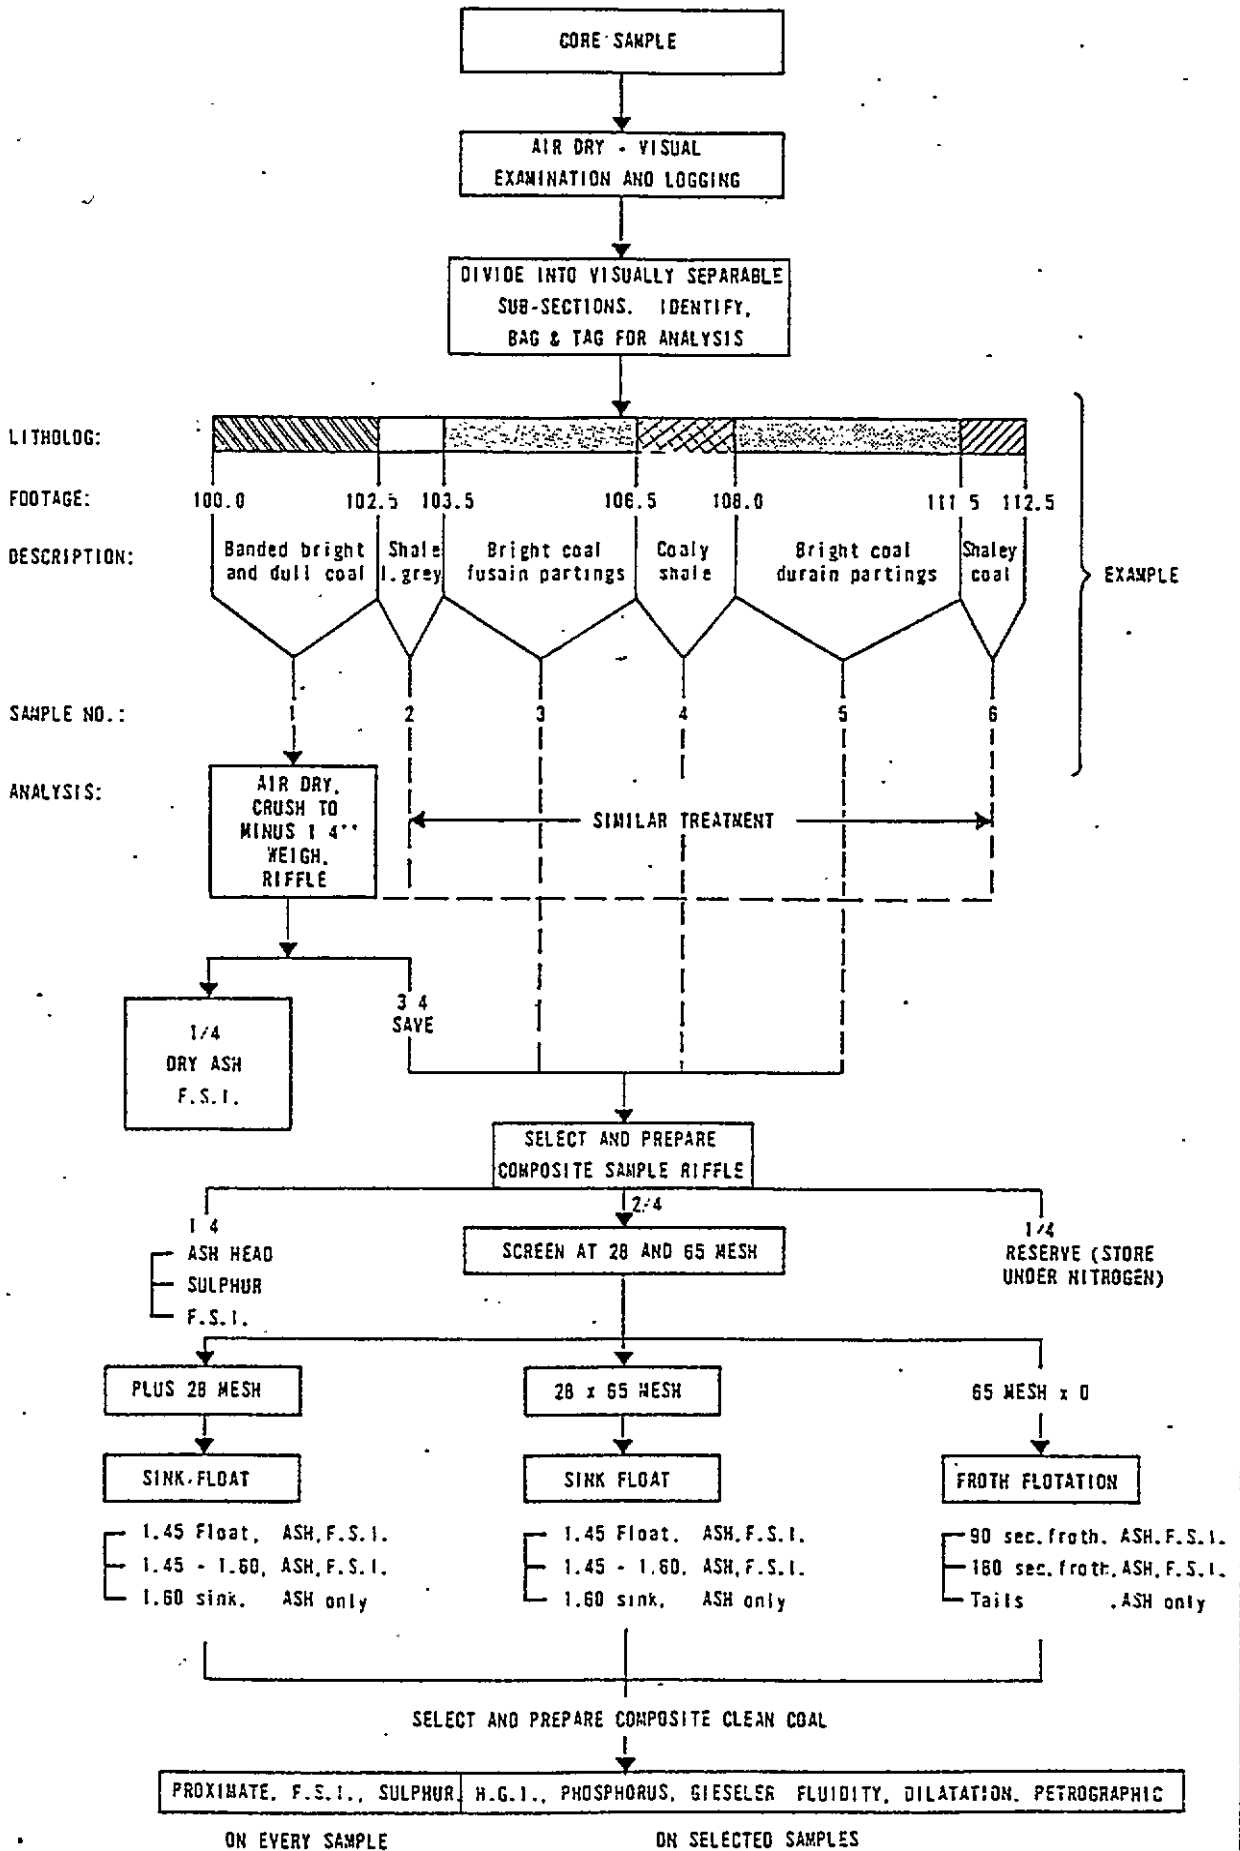 CORE SAMPLE
AIR DRY - VISUAL
EXAMINATION AND LOGGING
DIVIDE INTO VISUALLY SEPARABLE
SUB-SECTIONS. IDENTIFY,
BAG & TAG FOR ANALYSIS
LITHOLOG:
FOOTAGE: 100.0 102.5 103.5 106.5 108.0 111 5 112.5
DESCRIPTION:
Banded bright
and dull coal
Shale
l. grey
Bright coal
fusain partings
Coaly
shale
Bright coal
durain partings
Shaley
coal
EXAMPLE
SAMPLE NO.: 1 2 3 4 5 6
ANALYSIS:
AIR DRY,
CRUSH TO
MINUS 1 4"
WEIGH.
RIFFLE
SIMILAR TREATMENT
1/4
DRY ASH
F.S.I.
3 4
SAVE
SELECT AND PREPARE
COMPOSITE SAMPLE RIFFLE
1 4
ASH HEAD
SULPHUR
F.S.I.
2/4
SCREEN AT 28 AND 65 MESH
1/4
RESERVE (STORE
UNDER NITROGEN)
PLUS 28 MESH
28 x 65 MESH
65 MESH x 0
SINK-FLOAT
SINK FLOAT
FROTH FLOTATION
1.45 Float, ASH, F.S.I.
1.45 - 1.60, ASH, F.S.I.
1.60 sink. ASH only
1.45 Float. ASH, F.S.I.
1.45 - 1.60. ASH, F.S.I.
1.60 sink, ASH only
90 sec. froth. ASH. F.S.I.
180 sec. froth, ASH, F.S.I.
Tails .ASH only
SELECT AND PREPARE COMPOSITE CLEAN COAL
PROXIMATE. F.S.I., SULPHUR
H.G.I., PHOSPHORUS, GIESELER FLUIDITY, DILATATION. PETROGRAPHIC
ON EVERY SAMPLE
ON SELECTED SAMPLES